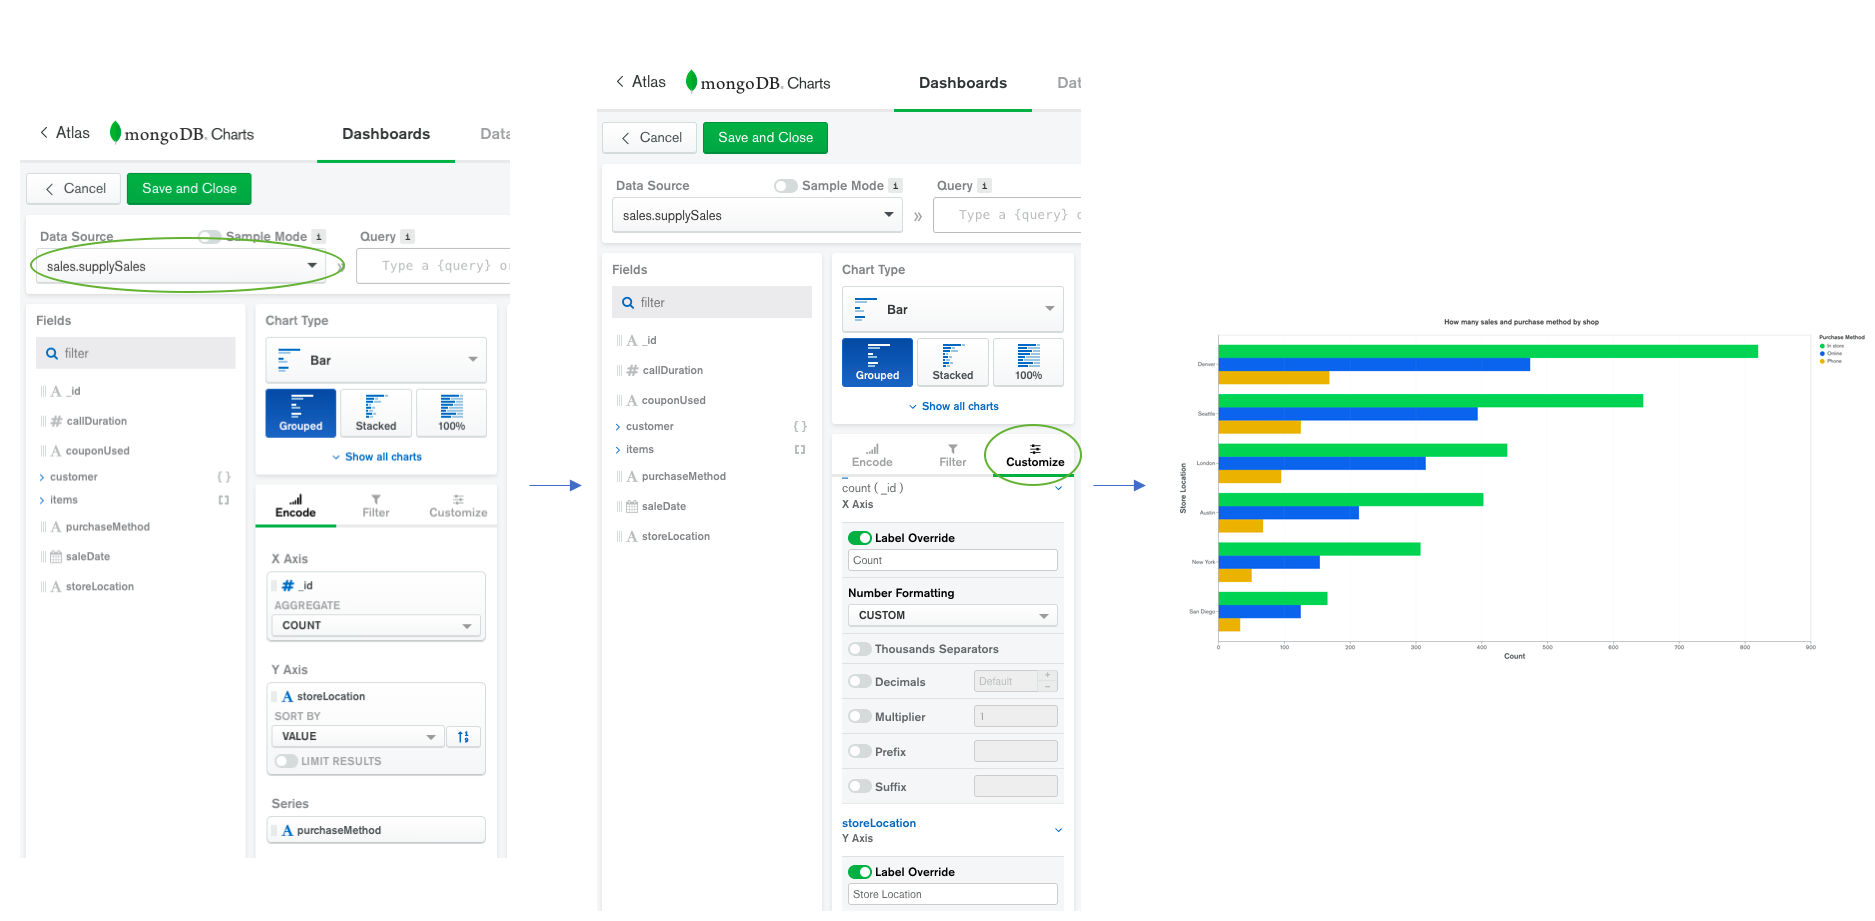 Atlas
mongoDB. Charts
Dashboards
Data
Cancel
Save and Close
Data Source
Sample Mode
i
Query
i
sales.supplySales
»
Type a {query} or
Fields
filter
A _id
# callDuration
A couponUsed
customer { }
items [ ]
A purchaseMethod
saleDate
A storeLocation
Chart Type
Bar
Grouped
Stacked
100%
Show all charts
Encode
Filter
Customize
X Axis
# _id
AGGREGATE
COUNT
Y Axis
A storeLocation
SORT BY
VALUE
LIMIT RESULTS
Series
A purchaseMethod
Atlas
mongoDB. Charts
Dashboards
Dat
Cancel
Save and Close
Data Source
Sample Mode
i
Query
i
sales.supplySales
»
Type a {query} o
Fields
filter
A _id
# callDuration
A couponUsed
customer { }
items [ ]
A purchaseMethod
saleDate
A storeLocation
Chart Type
Bar
Grouped
Stacked
100%
Show all charts
Encode
Filter
Customize
count ( _id )
X Axis
Label Override
Count
Number Formatting
CUSTOM
Thousands Separators
Decimals
Default
+
−
Multiplier
1
Prefix
Suffix
storeLocation
Y Axis
Label Override
Store Location
How many sales and purchase method by shop
Purchase Method
In store
Online
Phone
Store Location
Denver
Seattle
London
Austin
New York
San Diego
0 100 200 300 400 500 600 700 800 900
Count